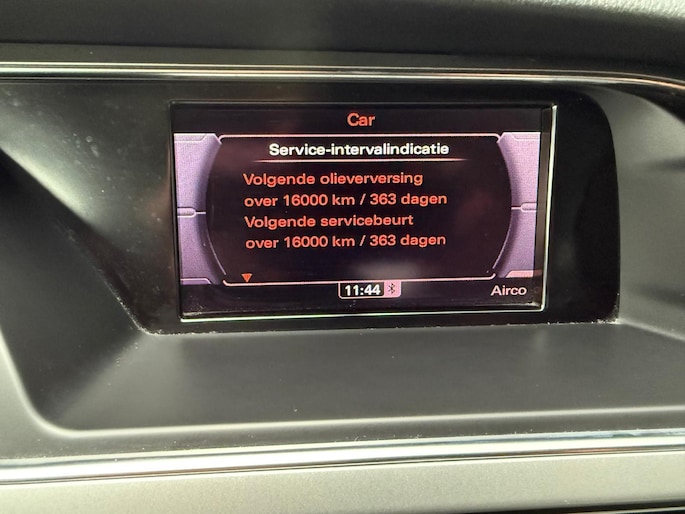 Car
Service-intervalindicatie
Volgende olieverversing
over 16000 km / 363 dagen
Volgende servicebeurt
over 16000 km / 363 dagen
11:44
Airco